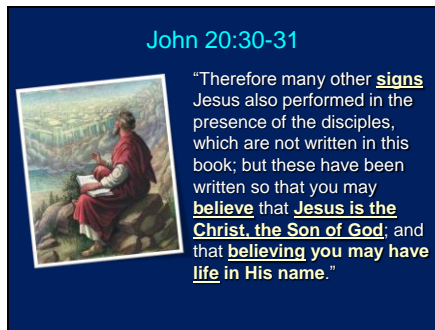 John 20:30-31
“Therefore many other signs
Jesus also performed in the
presence of the disciples,
which are not written in this
book; but these have been
written so that you may
believe that Jesus is the
Christ, the Son of God; and
that believing you may have
life in His name.”